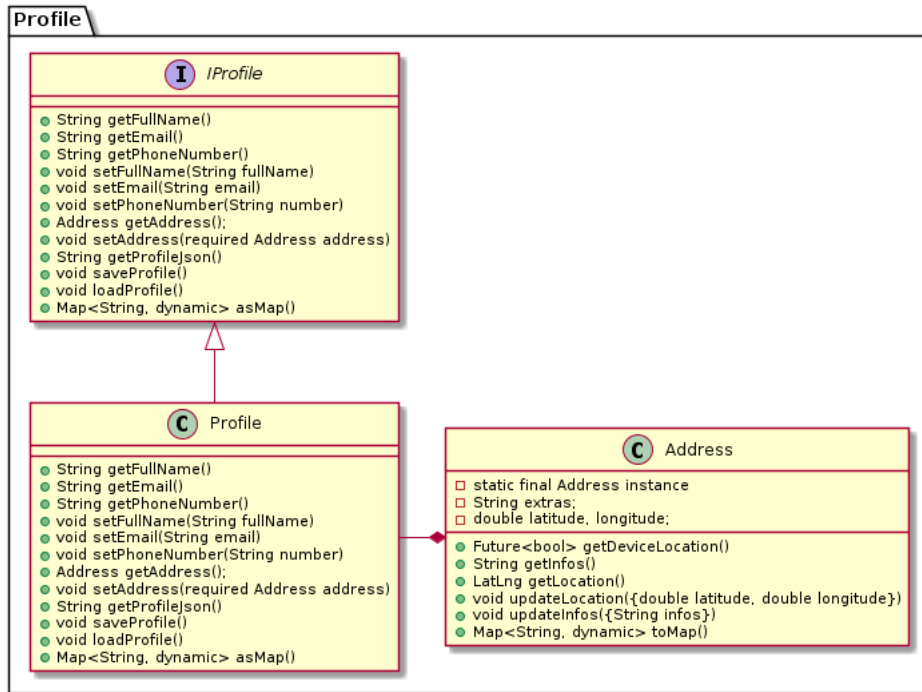 Profile
I IProfile
String getFullName()
String getEmail()
String getPhoneNumber()
void setFullName(String fullName)
void setEmail(String email)
void setPhoneNumber(String number)
Address getAddress();
void setAddress(required Address address)
String getProfileJson()
void saveProfile()
void loadProfile()
Map<String, dynamic> asMap()
C Profile
String getFullName()
String getEmail()
String getPhoneNumber()
void setFullName(String fullName)
void setEmail(String email)
void setPhoneNumber(String number)
Address getAddress();
void setAddress(required Address address)
String getProfileJson()
void saveProfile()
void loadProfile()
Map<String, dynamic> asMap()
C Address
static final Address instance
String extras;
double latitude, longitude;
Future<bool> getDeviceLocation()
String getInfos()
LatLng getLocation()
void updateLocation({double latitude, double longitude})
void updateInfos({String infos})
Map<String, dynamic> toMap()